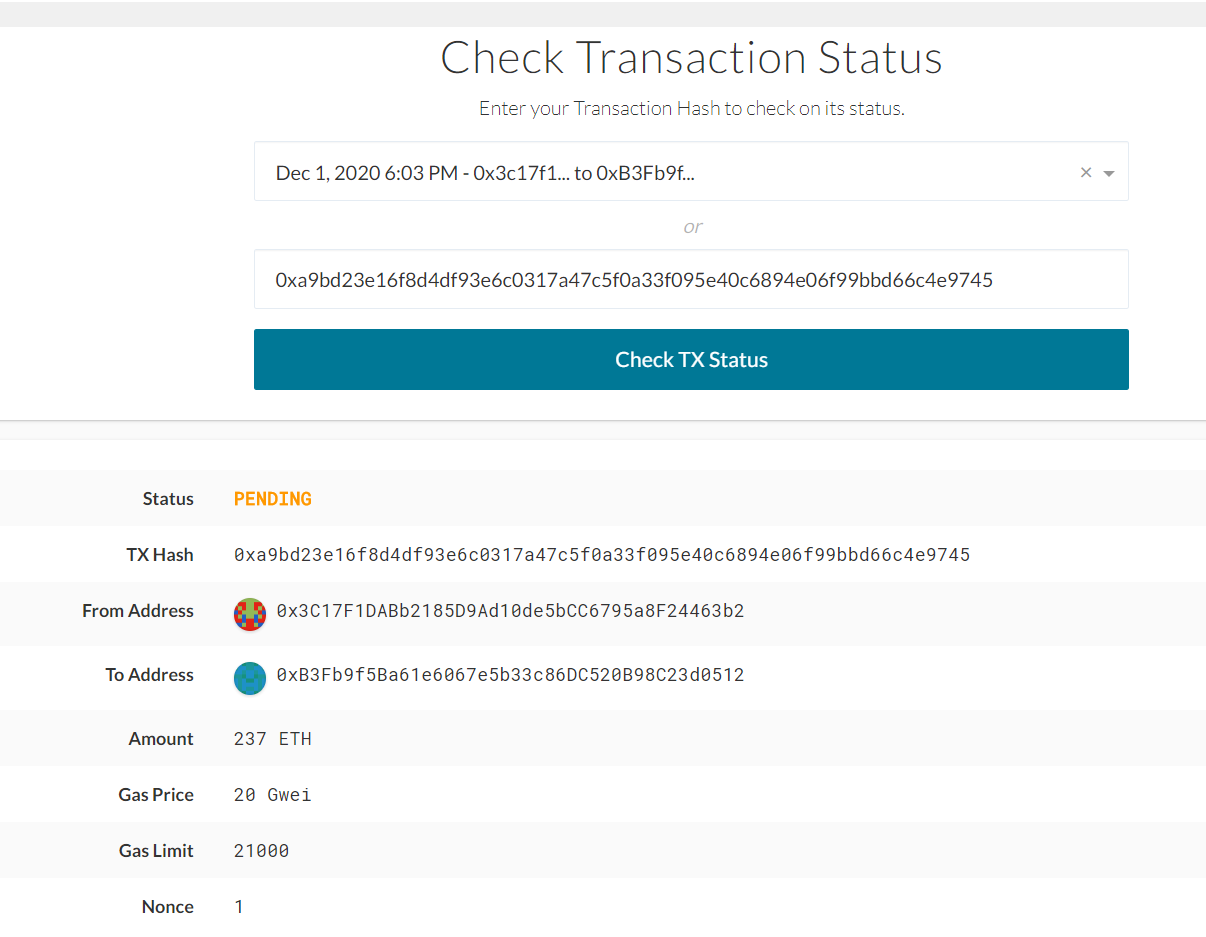 Check Transaction Status
Enter your Transaction Hash to check on its status.
Dec 1, 2020 6:03 PM - 0x3c17f1... to 0xB3Fb9f...
or
0xa9bd23e16f8d4df93e6c0317a47c5f0a33f095e40c6894e06f99bbd66c4e9745
Check TX Status
Status PENDING
TX Hash 0xa9bd23e16f8d4df93e6c0317a47c5f0a33f095e40c6894e06f99bbd66c4e9745
From Address 0x3C17F1DABb2185D9Ad10de5bCC6795a8F24463b2
To Address 0xB3Fb9f5Ba61e6067e5b33c86DC520B98C23d0512
Amount 237 ETH
Gas Price 20 Gwei
Gas Limit 21000
Nonce 1